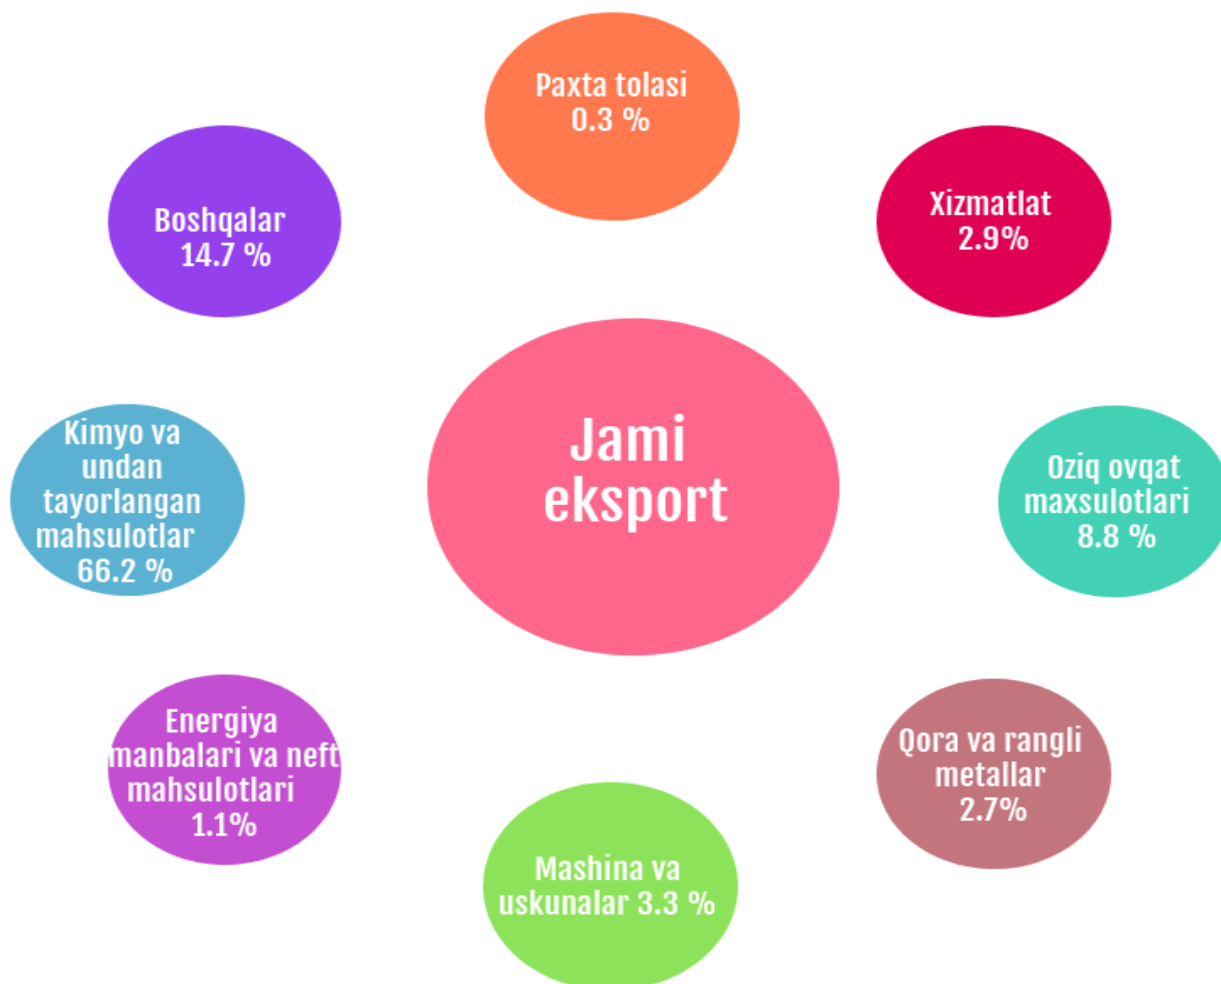 Paxta tolasi
0.3 %
Boshqalar
14.7 %
Xizmatlat
2.9%
Jami
eksport
Kimyo va
undan
tayorlangan
mahsulotlar
66.2 %
Oziq ovqat
maxsulotlari
8.8 %
Energiya
manbalari va neft
mahsulotlari
1.1%
Qora va rangli
metallar
2.7%
Mashina va
uskunalar 3.3 %